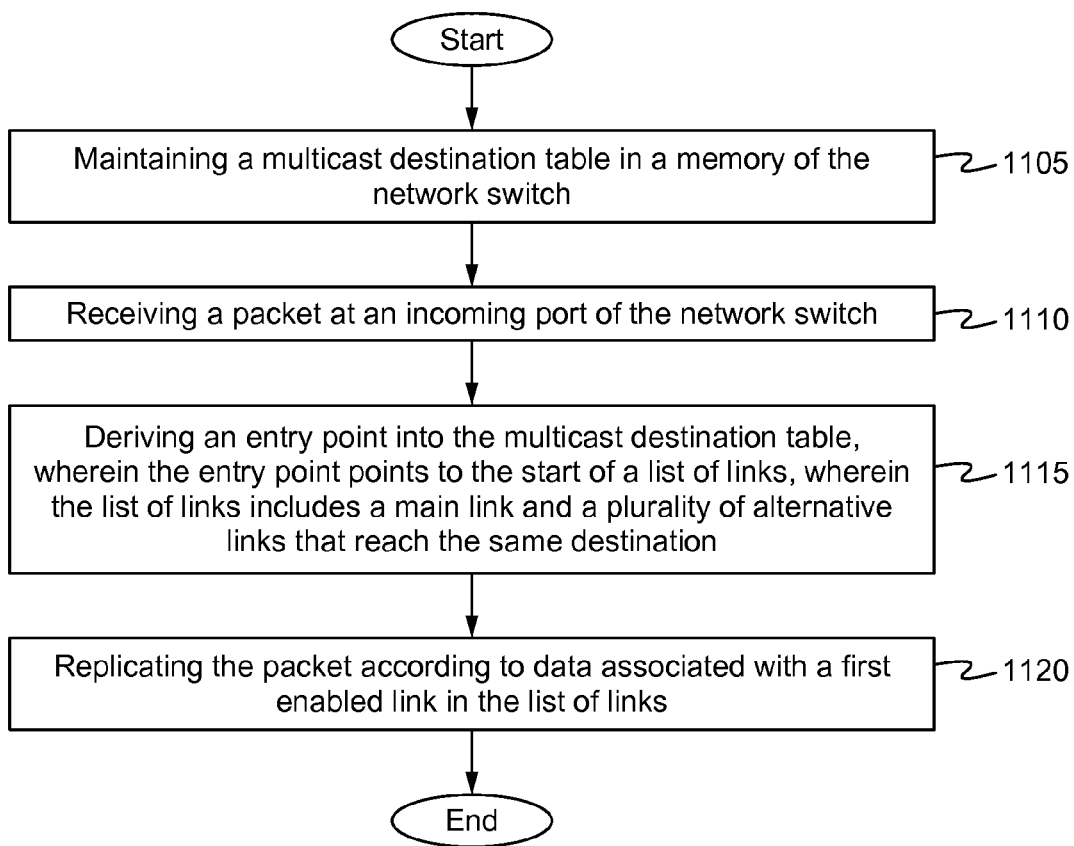 Start
Maintaining a multicast destination table in a memory of the
network switch
1105
Receiving a packet at an incoming port of the network switch
1110
Deriving an entry point into the multicast destination table,
wherein the entry point points to the start of a list of links, wherein
the list of links includes a main link and a plurality of alternative
links that reach the same destination
1115
Replicating the packet according to data associated with a first
enabled link in the list of links
1120
End